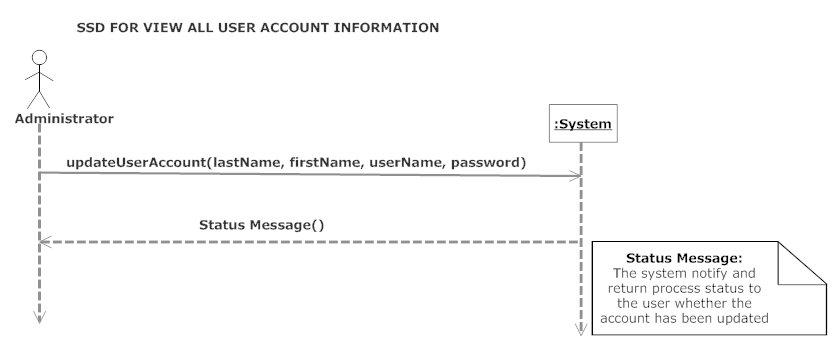 SSD FOR VIEW ALL USER ACCOUNT INFORMATION
Administrator
:System
updateUserAccount(lastName, firstName, userName, password)
Status Message()
Status Message:
The system notify and
return process status to
the user whether the
account has been updated